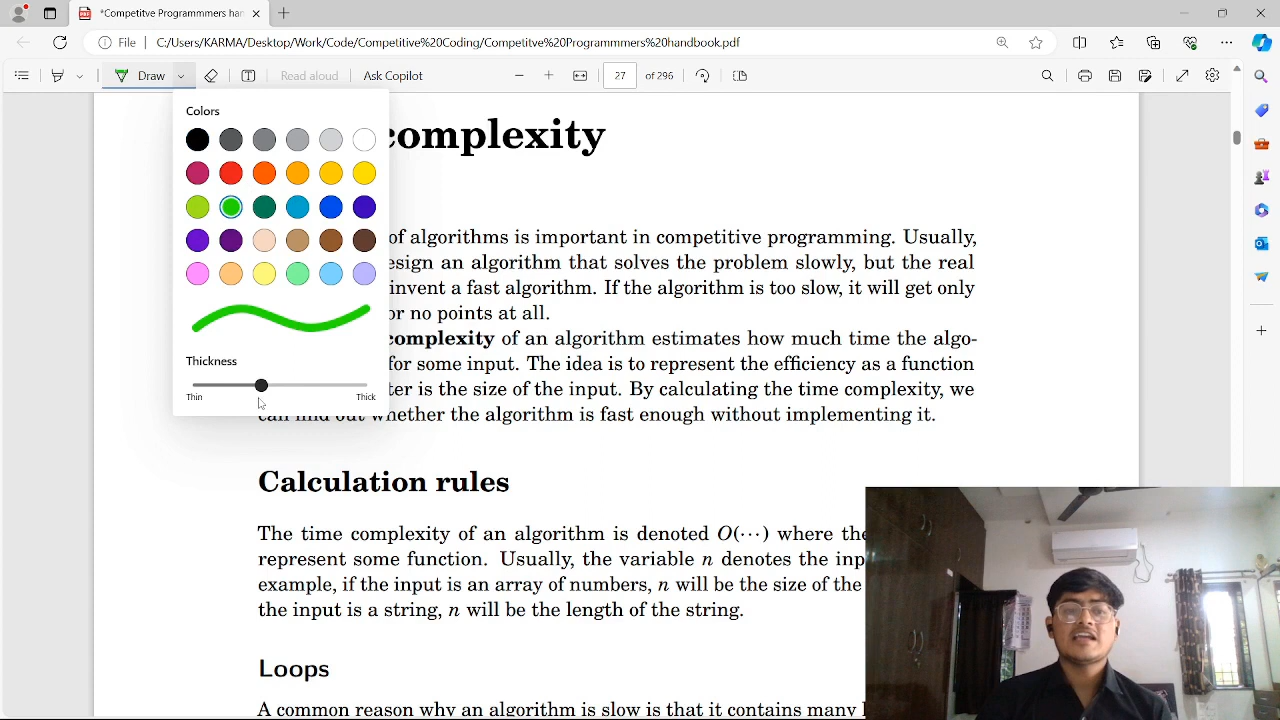 *Competitive Programmmers han
File
C:/Users/KARMA/Desktop/Work/Code/Competitive%20Coding/Competitve%20Programmmers%20handbook.pdf
Draw
Read aloud
Ask Copilot
27
of 296
Colors
Thickness
Thin
Thick
complexity
of algorithms is important in competitive programming. Usually,
esign an algorithm that solves the problem slowly, but the real
invent a fast algorithm. If the algorithm is too slow, it will get only
or no points at all.
complexity of an algorithm estimates how much time the algo-
for some input. The idea is to represent the efficiency as a function
ter is the size of the input. By calculating the time complexity, we
can find out whether the algorithm is fast enough without implementing it.
Calculation rules
The time complexity of an algorithm is denoted O(···) where the
represent some function. Usually, the variable n denotes the inp
example, if the input is an array of numbers, n will be the size of the
the input is a string, n will be the length of the string.
Loops
A common reason why an algorithm is slow is that it contains many